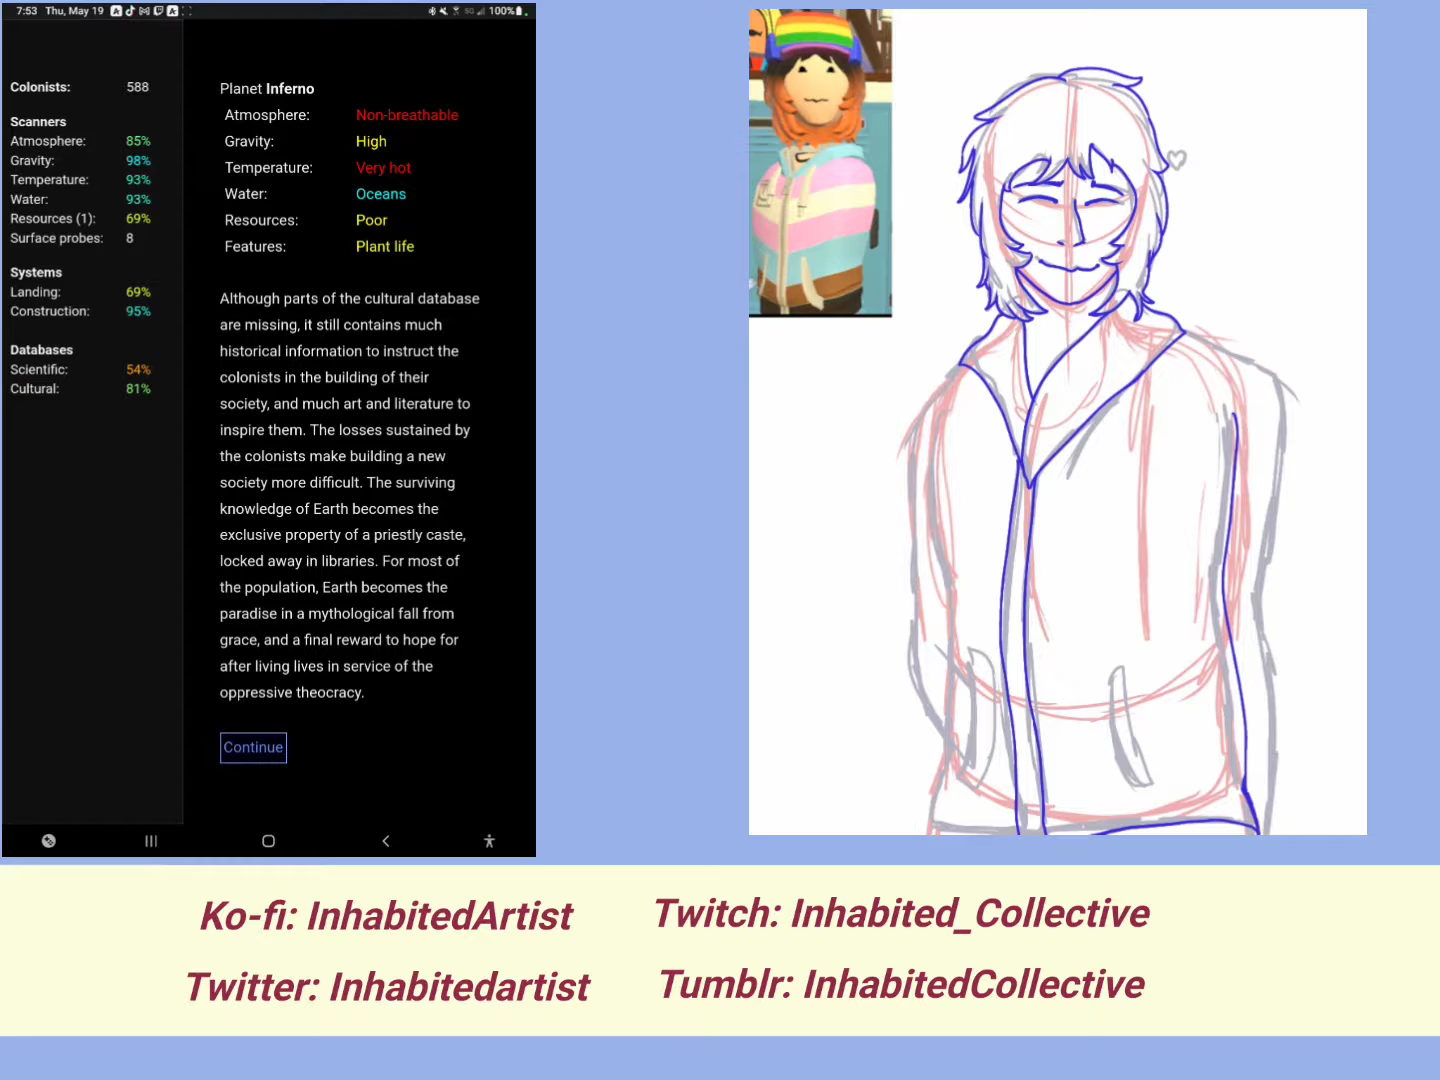 7:53 Thu, May 19
5G 100%
Colonists: 588
Scanners
Atmosphere: 85%
Gravity: 98%
Temperature: 93%
Water: 93%
Resources (1): 69%
Surface probes: 8
Systems
Landing: 69%
Construction: 95%
Databases
Scientific: 54%
Cultural: 81%
Planet Inferno
Atmosphere: Non-breathable
Gravity: High
Temperature: Very hot
Water: Oceans
Resources: Poor
Features: Plant life
Although parts of the cultural database
are missing, it still contains much
historical information to instruct the
colonists in the building of their
society, and much art and literature to
inspire them. The losses sustained by
the colonists make building a new
society more difficult. The surviving
knowledge of Earth becomes the
exclusive property of a priestly caste,
locked away in libraries. For most of
the population, Earth becomes the
paradise in a mythological fall from
grace, and a final reward to hope for
after living lives in service of the
oppressive theocracy.
Continue
Ko-fi: InhabitedArtist
Twitch: Inhabited_Collective
Twitter: Inhabitedartist
Tumblr: InhabitedCollective